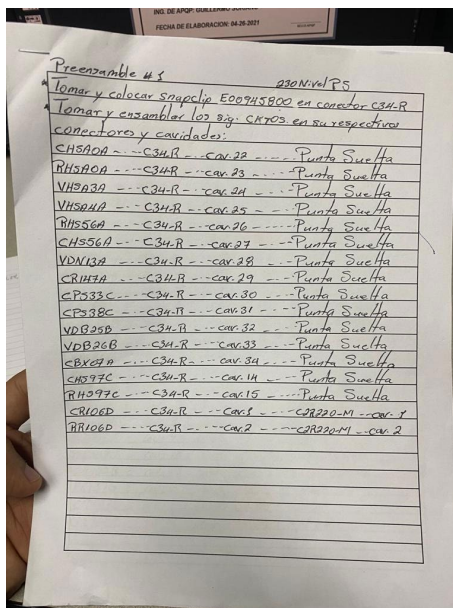 ING. DE APQP: GUILLERMO
FECHA DE ELABORACION: 04-26-2021
Preensamble #1 230 Nivel PS
* Tomar y colocar snapclip E00945800 en conector C34-R
* Tomar y ensamblar los sig. CKTOS. en su respectivos
conectores y cavidades:
CH5A0A --- C34-R --- cav. 22 ---- Punta Suelta
RH5A0A --- C34-R --- cav. 23 ---- Punta Suelta
VH5A3A --- C34-R --- cav. 24 ---- Punta Suelta
VH5A4A --- C34-R --- cav. 25 ---- Punta Suelta
RH556A --- C34-R --- cav. 26 ---- Punta Suelta
CH556A --- C34-R --- cav. 27 ---- Punta Suelta
VDN13A --- C34-R --- cav. 28 ---- Punta Suelta
CR147A --- C34-R --- cav. 29 ---- Punta Suelta
CPS33C --- C34-R --- cav. 30 ---- Punta Suelta
CPS38C --- C34-R --- cav. 31 ---- Punta Suelta
VDB25B --- C34-R --- cav. 32 ---- Punta Suelta
VDB26B --- C34-R --- cav. 33 ---- Punta Suelta
CBX67A --- C34-R --- cav. 34 ---- Punta Suelta
CH597C --- C34-R --- cav. 14 ---- Punta Suelta
RH597C --- C34-R --- cav. 15 ---- Punta Suelta
CR106D --- C34-R --- cav. 1 ---- C2R220-M -- cav. 1
RR106D --- C34-R --- cav. 2 ---- C2R220-M -- cav. 2